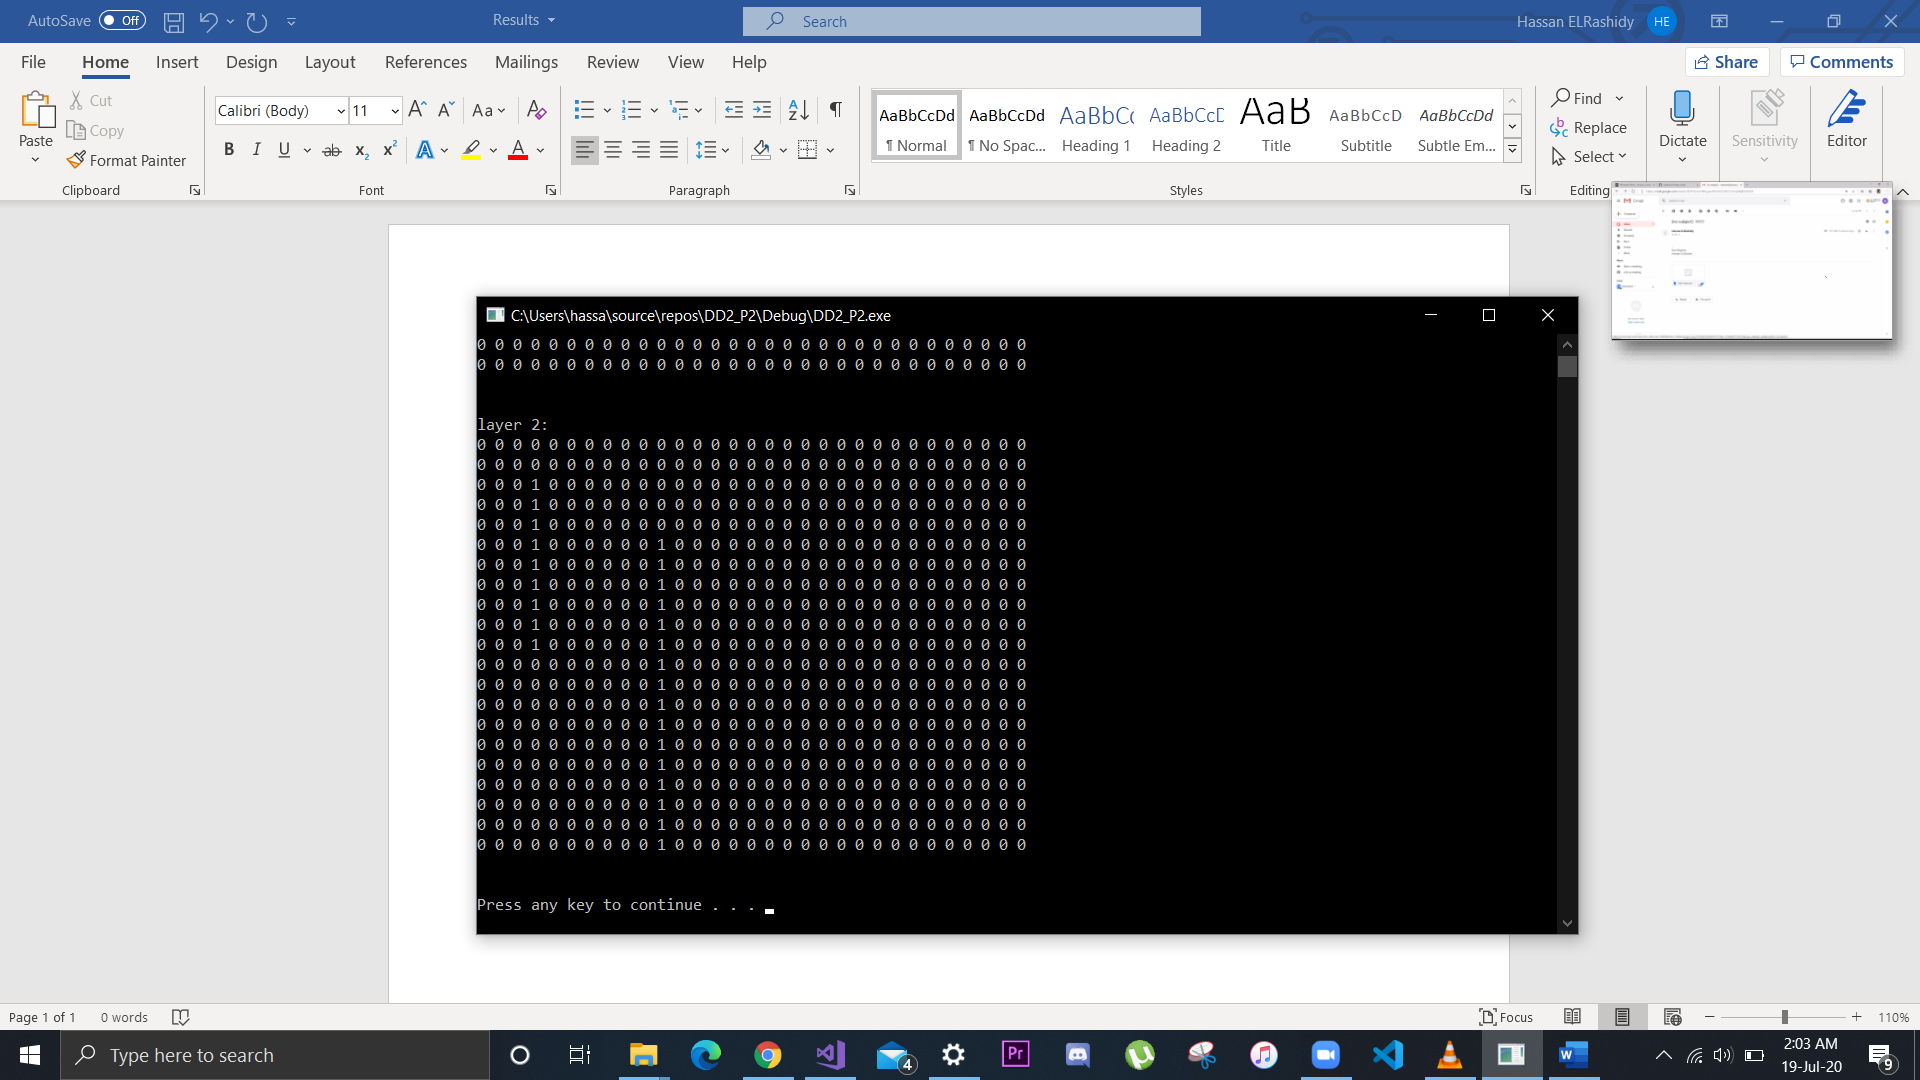 AutoSave Off Results Search Hassan ELRashidy HE
File Home Insert Design Layout References Mailings Review View Help Share Comments
Paste Cut Copy Format Painter Calibri (Body) 11 Aa
B I U ab x2 x2 A A
AaBbCcDd AaBbCcDd AaBbCc AaBbCcD AaB AaBbCcD AaBbCcDd
¶ Normal ¶ No Spac... Heading 1 Heading 2 Title Subtitle Subtle Em...
Find Replace Select Dictate Sensitivity Editor
Clipboard Font Paragraph Styles Editing
C:\Users\hassa\source\repos\DD2_P2\Debug\DD2_P2.exe
0 0 0 0 0 0 0 0 0 0 0 0 0 0 0 0 0 0 0 0 0 0 0 0 0 0 0 0 0 0 0
0 0 0 0 0 0 0 0 0 0 0 0 0 0 0 0 0 0 0 0 0 0 0 0 0 0 0 0 0 0 0
layer 2:
0 0 0 0 0 0 0 0 0 0 0 0 0 0 0 0 0 0 0 0 0 0 0 0 0 0 0 0 0 0 0
0 0 0 0 0 0 0 0 0 0 0 0 0 0 0 0 0 0 0 0 0 0 0 0 0 0 0 0 0 0 0
0 0 0 1 0 0 0 0 0 0 0 0 0 0 0 0 0 0 0 0 0 0 0 0 0 0 0 0 0 0 0
0 0 0 1 0 0 0 0 0 0 0 0 0 0 0 0 0 0 0 0 0 0 0 0 0 0 0 0 0 0 0
0 0 0 1 0 0 0 0 0 0 0 0 0 0 0 0 0 0 0 0 0 0 0 0 0 0 0 0 0 0 0
0 0 0 1 0 0 0 0 0 0 1 0 0 0 0 0 0 0 0 0 0 0 0 0 0 0 0 0 0 0 0
0 0 0 1 0 0 0 0 0 0 1 0 0 0 0 0 0 0 0 0 0 0 0 0 0 0 0 0 0 0 0
0 0 0 1 0 0 0 0 0 0 1 0 0 0 0 0 0 0 0 0 0 0 0 0 0 0 0 0 0 0 0
0 0 0 1 0 0 0 0 0 0 1 0 0 0 0 0 0 0 0 0 0 0 0 0 0 0 0 0 0 0 0
0 0 0 1 0 0 0 0 0 0 1 0 0 0 0 0 0 0 0 0 0 0 0 0 0 0 0 0 0 0 0
0 0 0 1 0 0 0 0 0 0 1 0 0 0 0 0 0 0 0 0 0 0 0 0 0 0 0 0 0 0 0
0 0 0 0 0 0 0 0 0 0 1 0 0 0 0 0 0 0 0 0 0 0 0 0 0 0 0 0 0 0 0
0 0 0 0 0 0 0 0 0 0 1 0 0 0 0 0 0 0 0 0 0 0 0 0 0 0 0 0 0 0 0
0 0 0 0 0 0 0 0 0 0 1 0 0 0 0 0 0 0 0 0 0 0 0 0 0 0 0 0 0 0 0
0 0 0 0 0 0 0 0 0 0 1 0 0 0 0 0 0 0 0 0 0 0 0 0 0 0 0 0 0 0 0
0 0 0 0 0 0 0 0 0 0 1 0 0 0 0 0 0 0 0 0 0 0 0 0 0 0 0 0 0 0 0
0 0 0 0 0 0 0 0 0 0 1 0 0 0 0 0 0 0 0 0 0 0 0 0 0 0 0 0 0 0 0
0 0 0 0 0 0 0 0 0 0 1 0 0 0 0 0 0 0 0 0 0 0 0 0 0 0 0 0 0 0 0
0 0 0 0 0 0 0 0 0 0 1 0 0 0 0 0 0 0 0 0 0 0 0 0 0 0 0 0 0 0 0
0 0 0 0 0 0 0 0 0 0 1 0 0 0 0 0 0 0 0 0 0 0 0 0 0 0 0 0 0 0 0
0 0 0 0 0 0 0 0 0 0 1 0 0 0 0 0 0 0 0 0 0 0 0 0 0 0 0 0 0 0 0
Press any key to continue . . .
Page 1 of 1 0 words Focus 110%
Type here to search 4 Pr W 2:03 AM 9
19-Jul-20